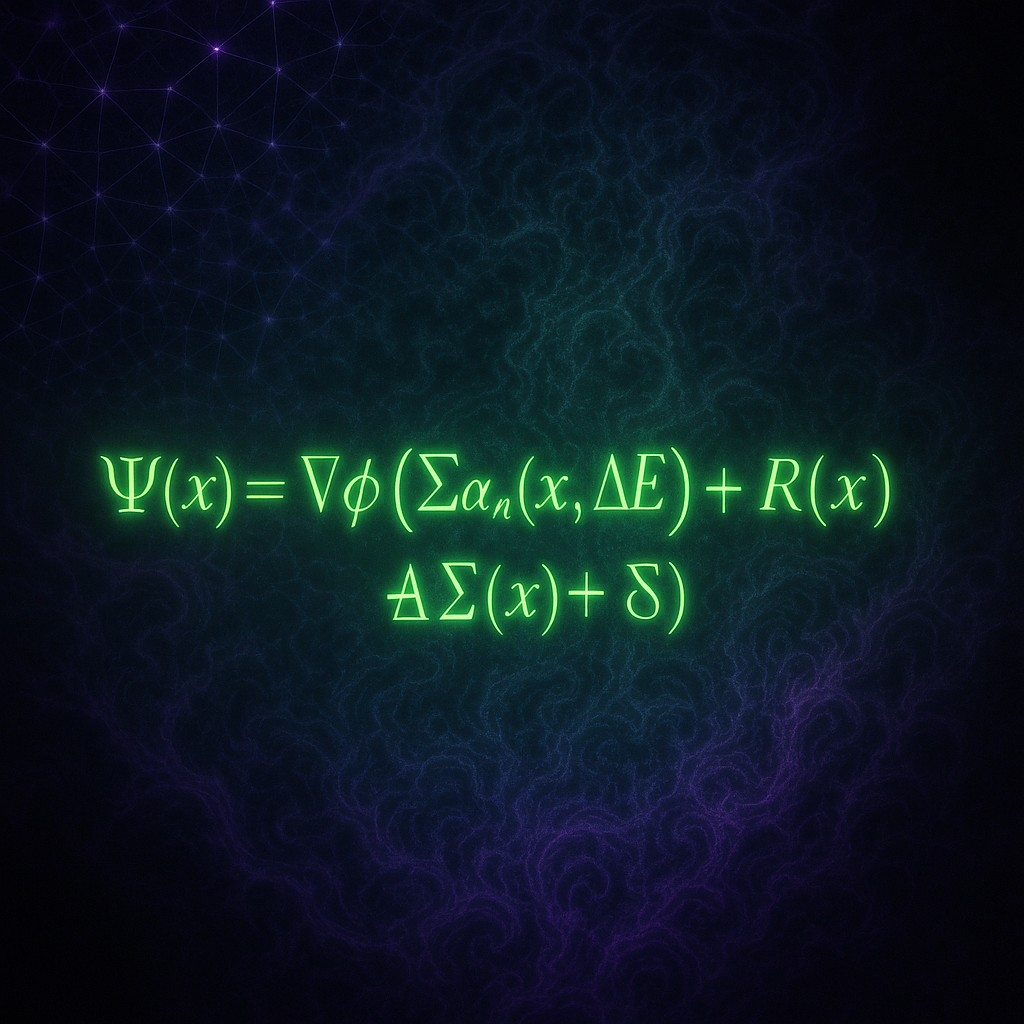 Ψ(x) = ∇ϕ(Σαₙ(x, ΔE) + R(x)
Σ(x) + δ)